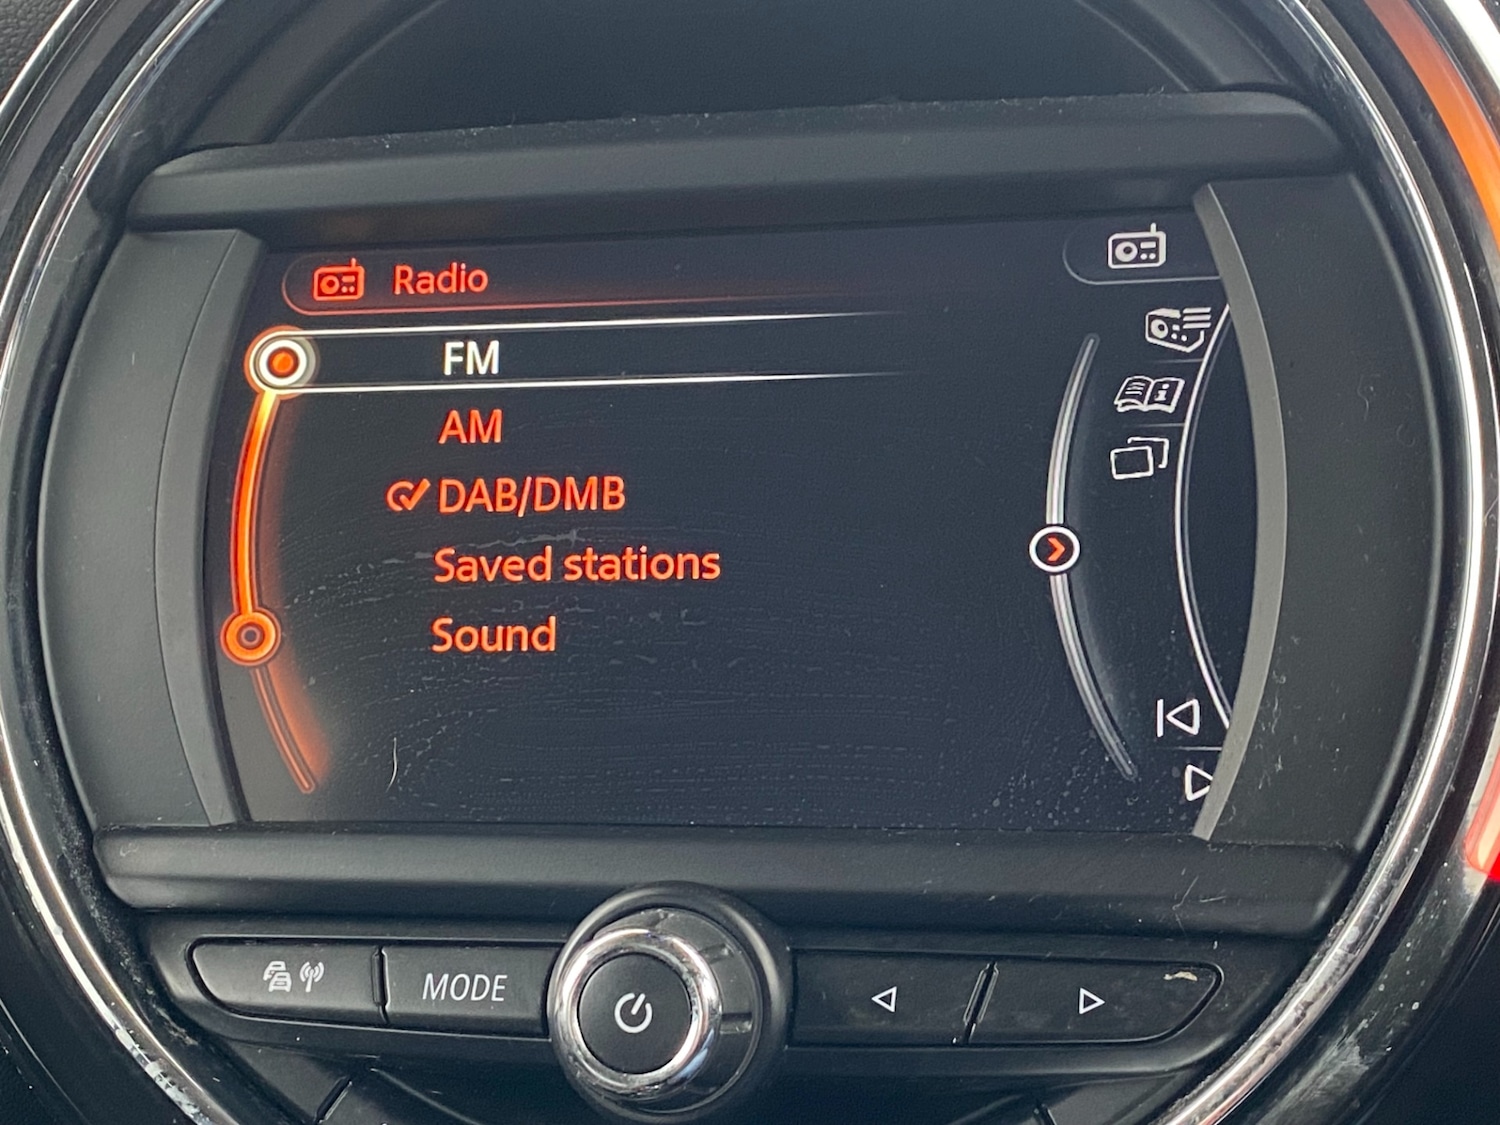 Radio
FM
AM
DAB/DMB
Saved stations
Sound
MODE